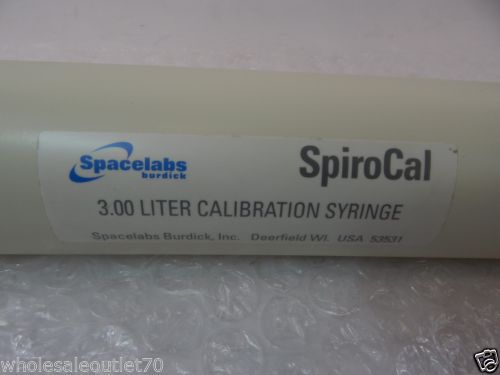 Spacelabs
burdick
SpiroCal
3.00 LITER CALIBRATION SYRINGE
Spacelabs Burdick, Inc. Deerfield WI. USA 53531
wholesaleoutlet70